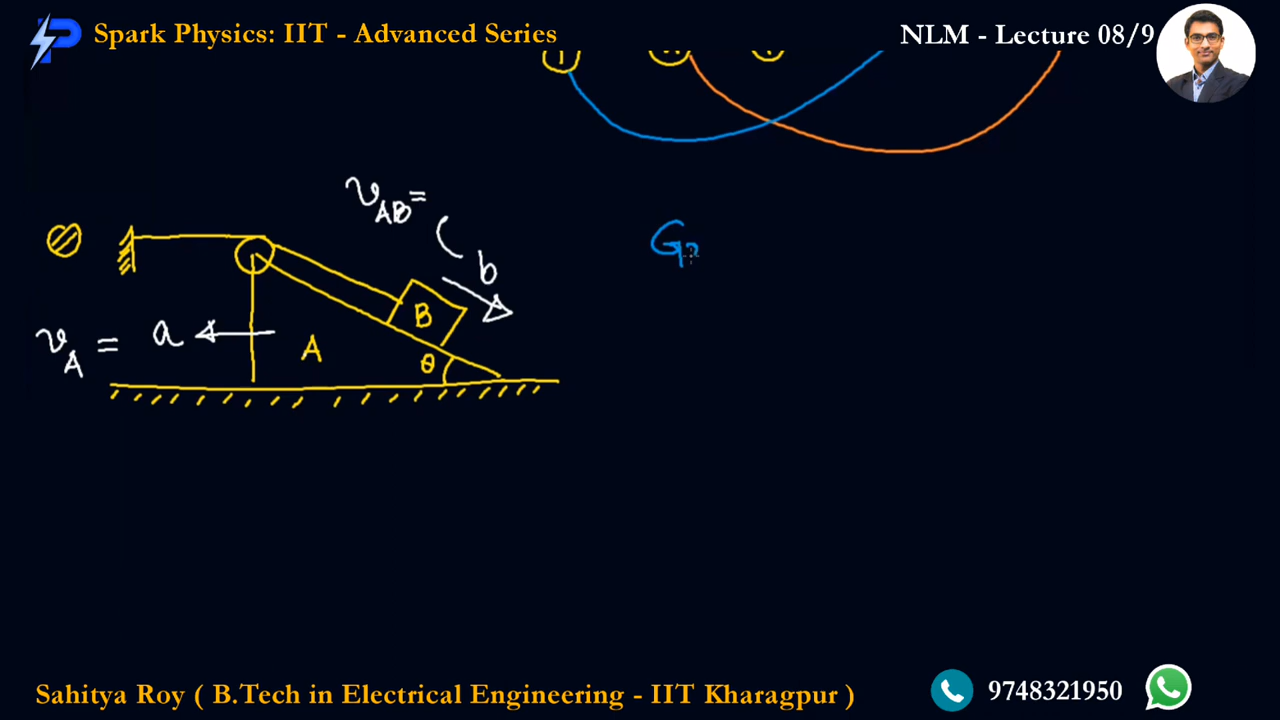 Spark Physics: IIT - Advanced Series
NLM - Lecture 08/9
v_AB =
b
B
v_A = a
A
θ
Sahitya Roy ( B.Tech in Electrical Engineering - IIT Kharagpur )
9748321950